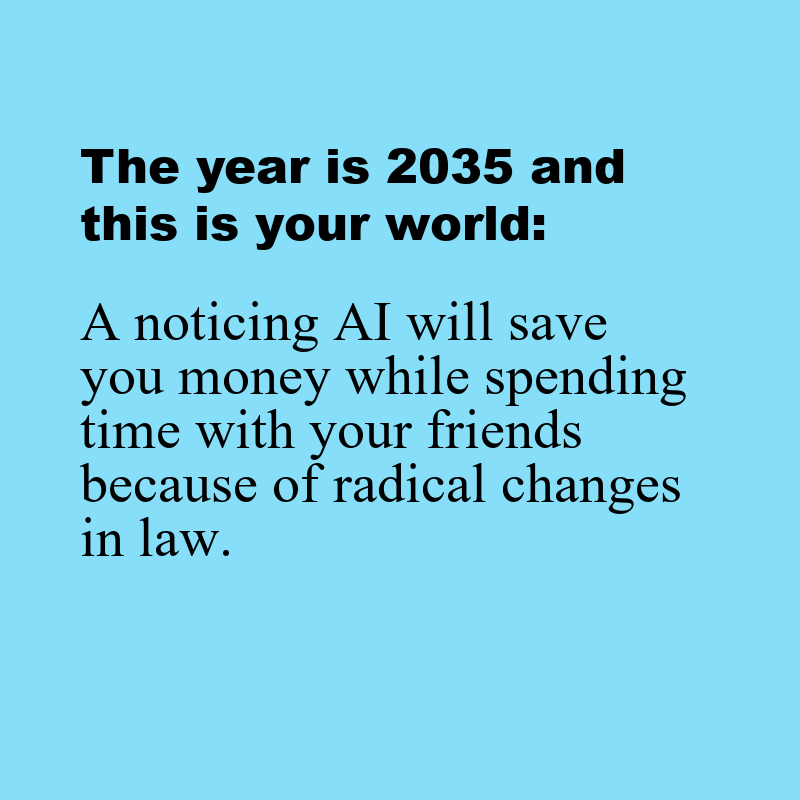 The year is 2035 and
this is your world:
A noticing AI will save
you money while spending
time with your friends
because of radical changes
in law.